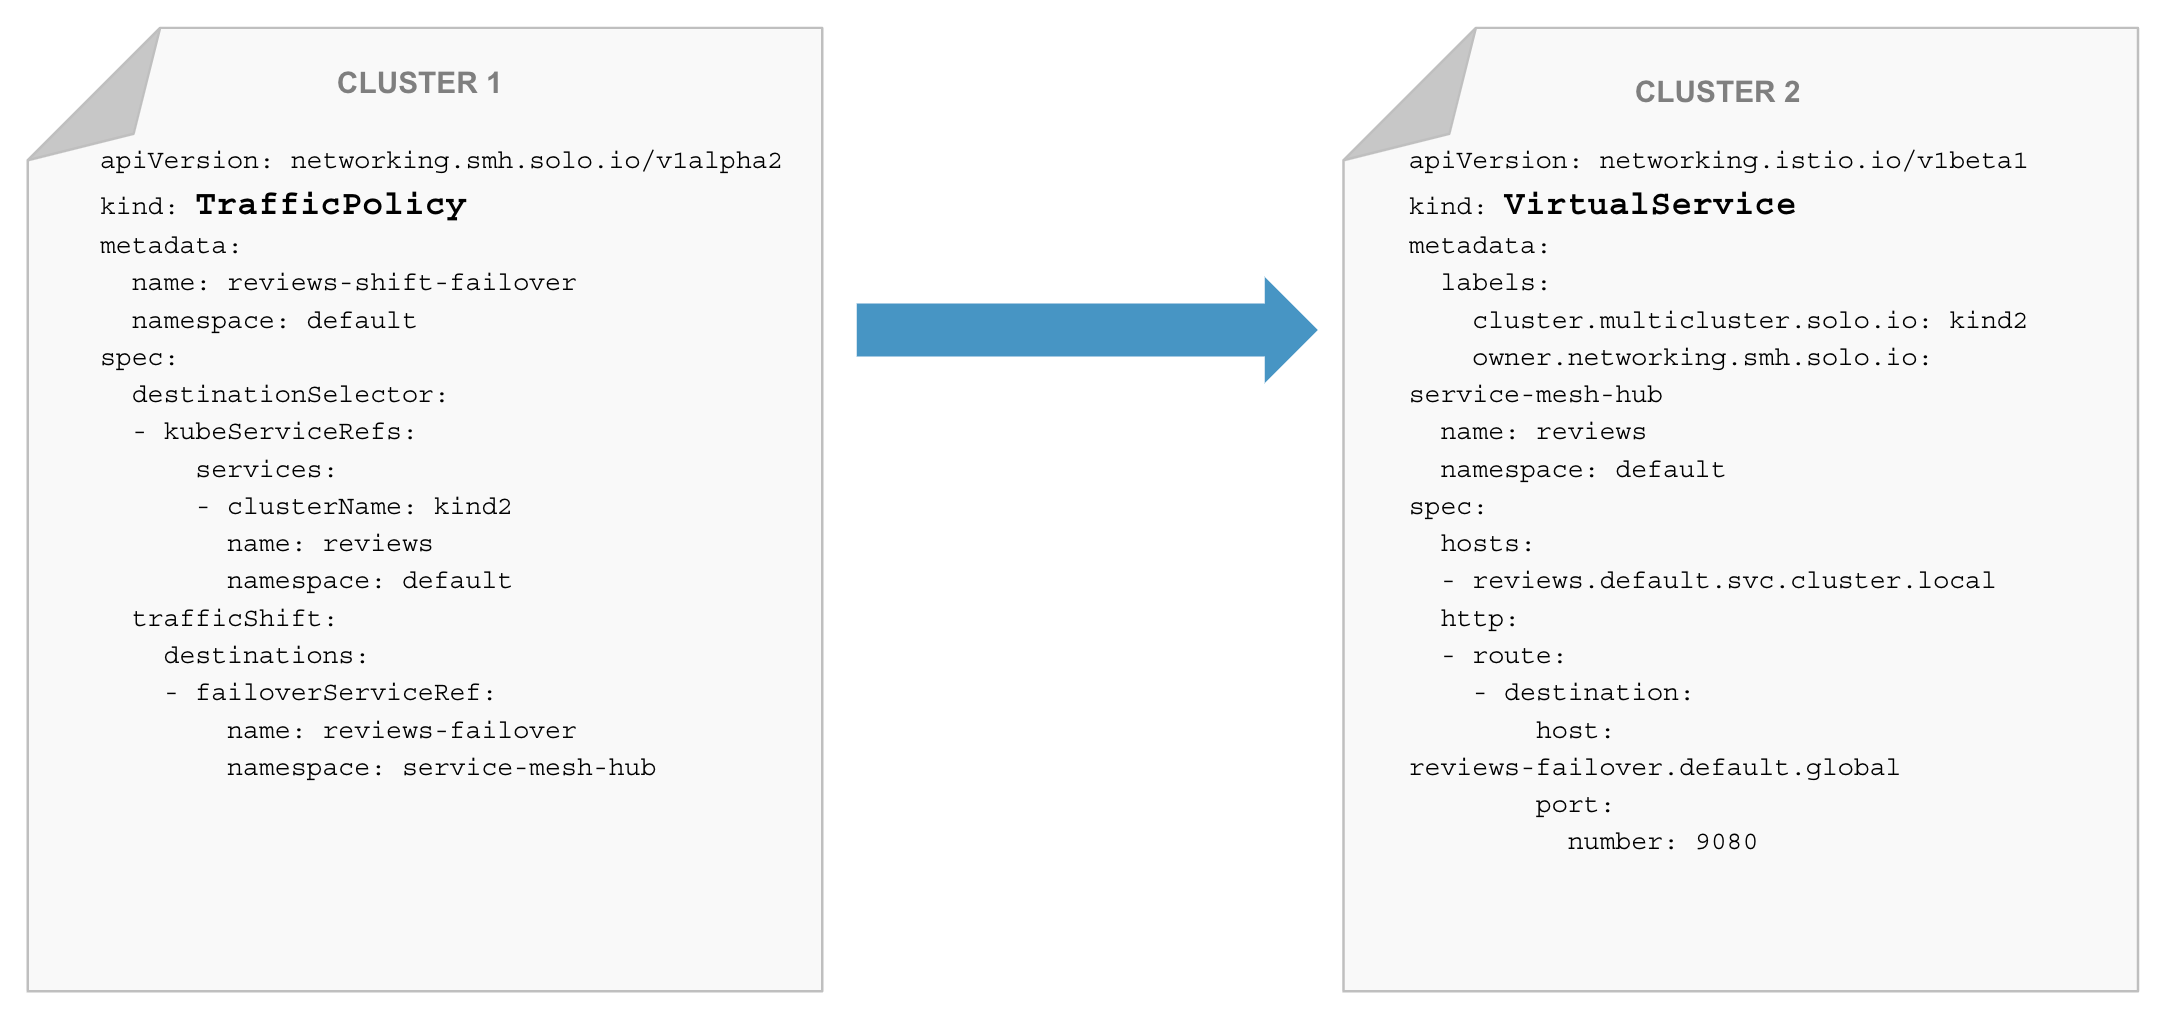 CLUSTER 1
apiVersion: networking.smh.solo.io/v1alpha2
kind: TrafficPolicy
metadata:
  name: reviews-shift-failover
  namespace: default
spec:
  destinationSelector:
  - kubeServiceRefs:
      services:
      - clusterName: kind2
        name: reviews
        namespace: default
  trafficShift:
    destinations:
    - failoverServiceRef:
        name: reviews-failover
        namespace: service-mesh-hub
CLUSTER 2
apiVersion: networking.istio.io/v1beta1
kind: VirtualService
metadata:
  labels:
    cluster.multicluster.solo.io: kind2
    owner.networking.smh.solo.io:
service-mesh-hub
  name: reviews
  namespace: default
spec:
  hosts:
  - reviews.default.svc.cluster.local
  http:
  - route:
    - destination:
        host:
reviews-failover.default.global
        port:
          number: 9080